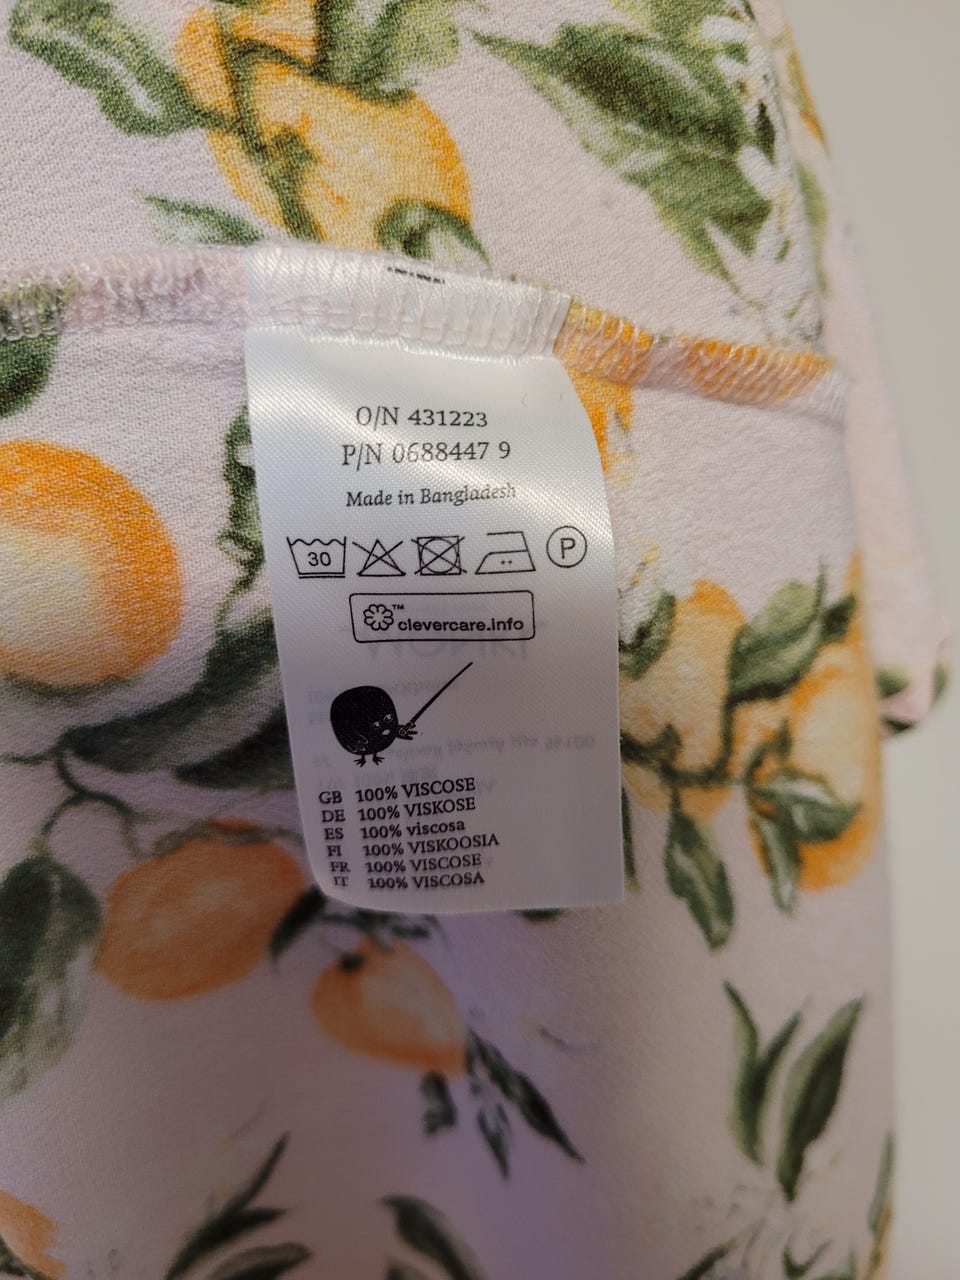 O/N 431223
P/N 0688447 9
Made in Bangladesh
30 P
™
clevercare.info
GB 100% VISCOSE
DE 100% VISKOSE
ES 100% viscosa
FI 100% VISKOOSIA
FR 100% VISCOSE
IT 100% VISCOSA